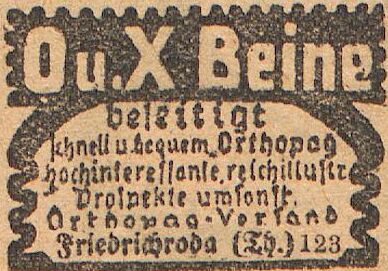 O u. X Beine
beseitigt
schnell u. bequem „Orthopag
hochinteressante, reichillustr
Prospekte umsonst.
Orthopag-Versand
Friedrichroda (Th.) 123